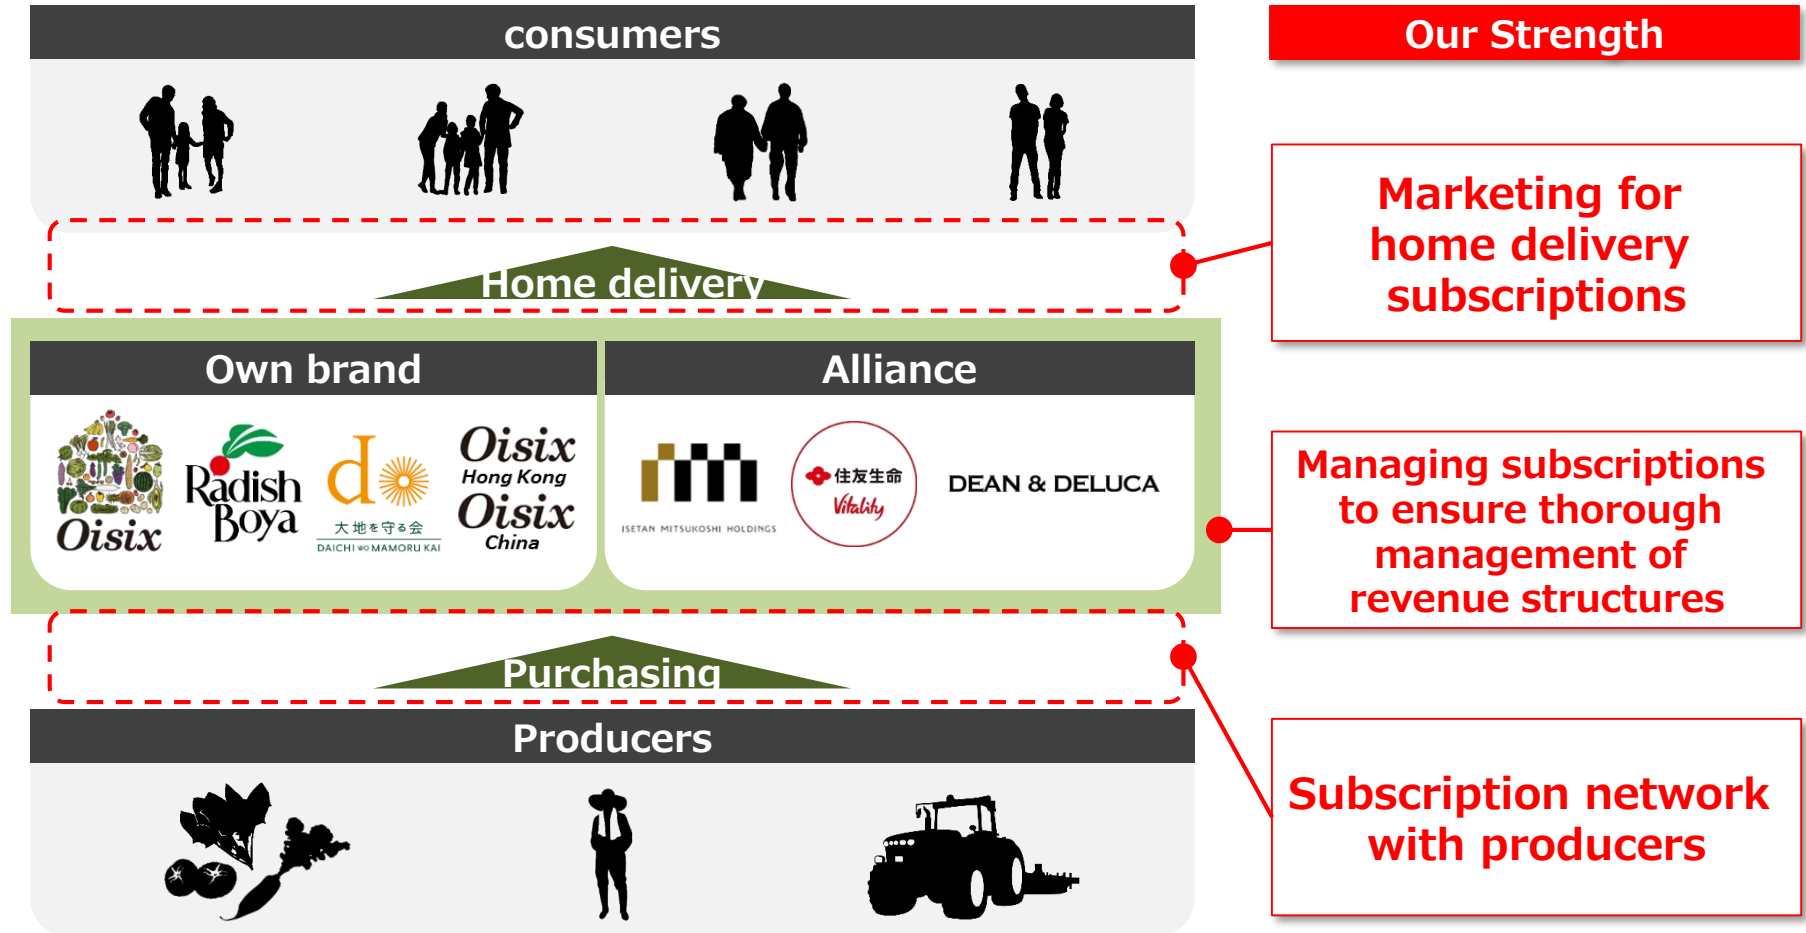 consumers
Our Strength
Marketing for
home delivery
subscriptions
Home delivery
Own brand
Alliance
Oisix
Radish
Boya
do
大地を守る会
DAICHI WO MAMORU KAI
Oisix
Hong Kong
Oisix
China
ISETAN MITSUKOSHI HOLDINGS
住友生命
Vitality
DEAN & DELUCA
Managing subscriptions
to ensure thorough
management of
revenue structures
Purchasing
Producers
Subscription network
with producers